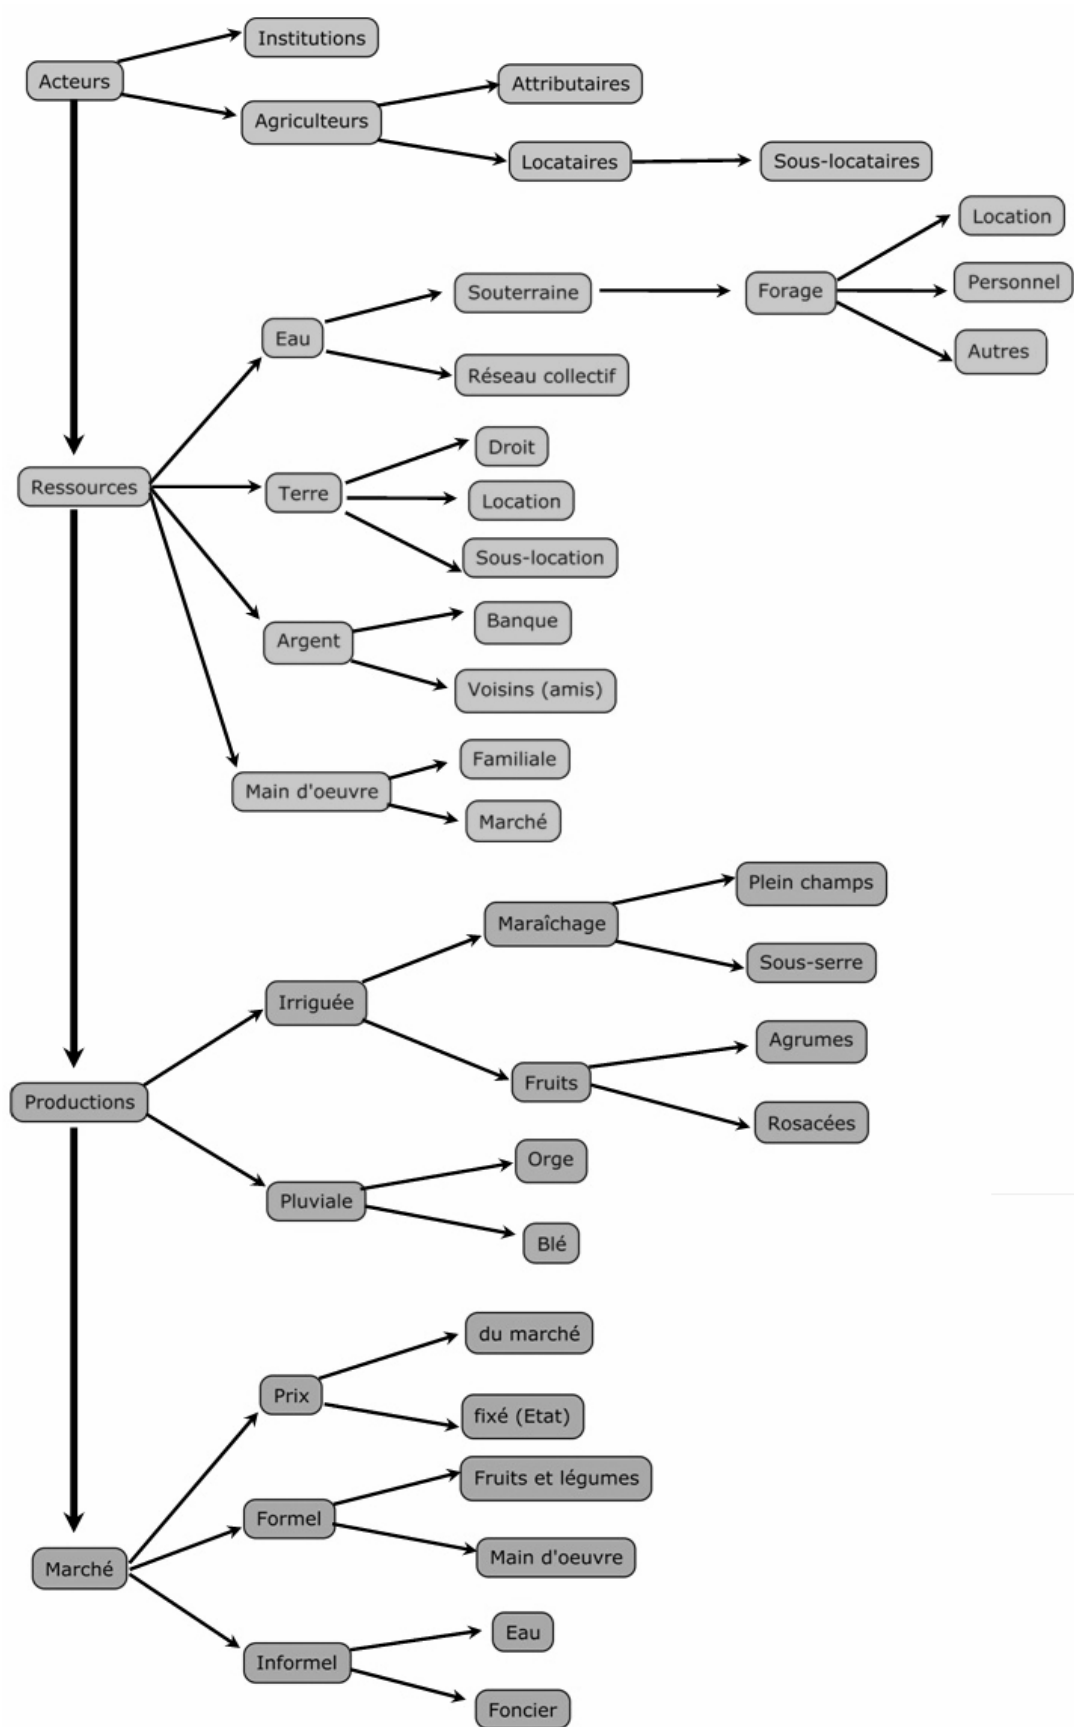 Institutions
Acteurs
Agriculteurs
Attributaires
Locataires
Sous-locataires
Location
Personnel
Autres
Forage
Souterraine
Eau
Réseau collectif
Ressources
Terre
Droit
Location
Sous-location
Argent
Banque
Voisins (amis)
Main d'oeuvre
Familiale
Marché
Plein champs
Maraîchage
Sous-serre
Irriguée
Agrumes
Fruits
Rosacées
Productions
Orge
Pluviale
Blé
du marché
Prix
fixé (Etat)
Fruits et légumes
Formel
Main d'oeuvre
Marché
Eau
Informel
Foncier